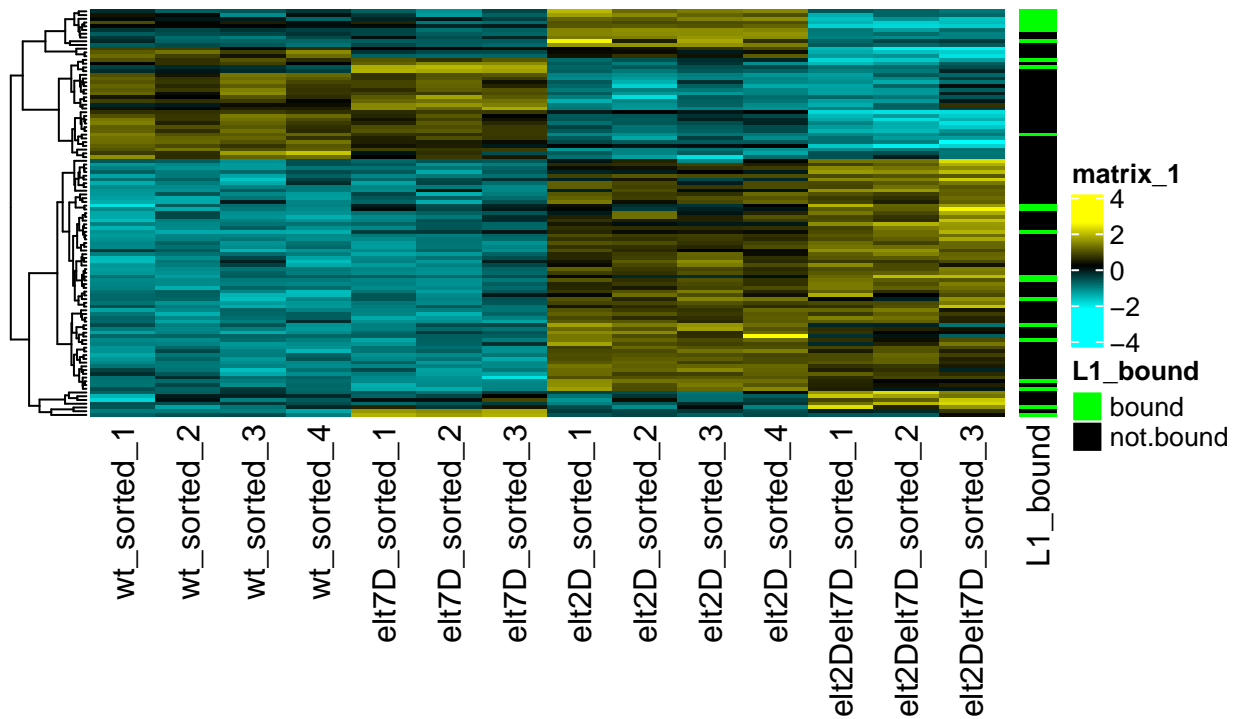 matrix_1
4
2
0
−2
−4
L1_bound
bound
not.bound
wt_sorted_1
wt_sorted_2
wt_sorted_3
wt_sorted_4
elt7D_sorted_1
elt7D_sorted_2
elt7D_sorted_3
elt2D_sorted_1
elt2D_sorted_2
elt2D_sorted_3
elt2D_sorted_4
elt2Delt7D_sorted_1
elt2Delt7D_sorted_2
elt2Delt7D_sorted_3
L1_bound